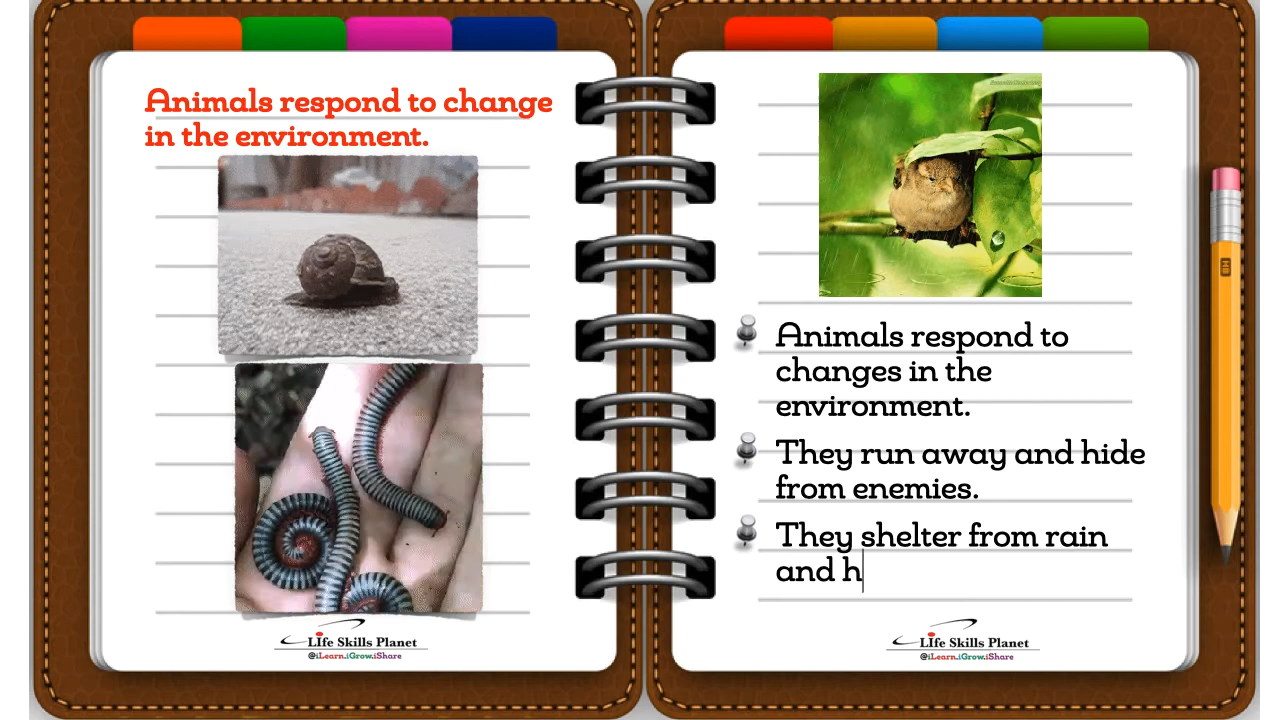 Animals respond to change
in the environment.
LIfe Skills Planet
@iLearn.iGrow.iShare
Animals respond to
changes in the
environment.
They run away and hide
from enemies.
They shelter from rain
and h
LIfe Skills Planet
@iLearn.iGrow.iShare
HB